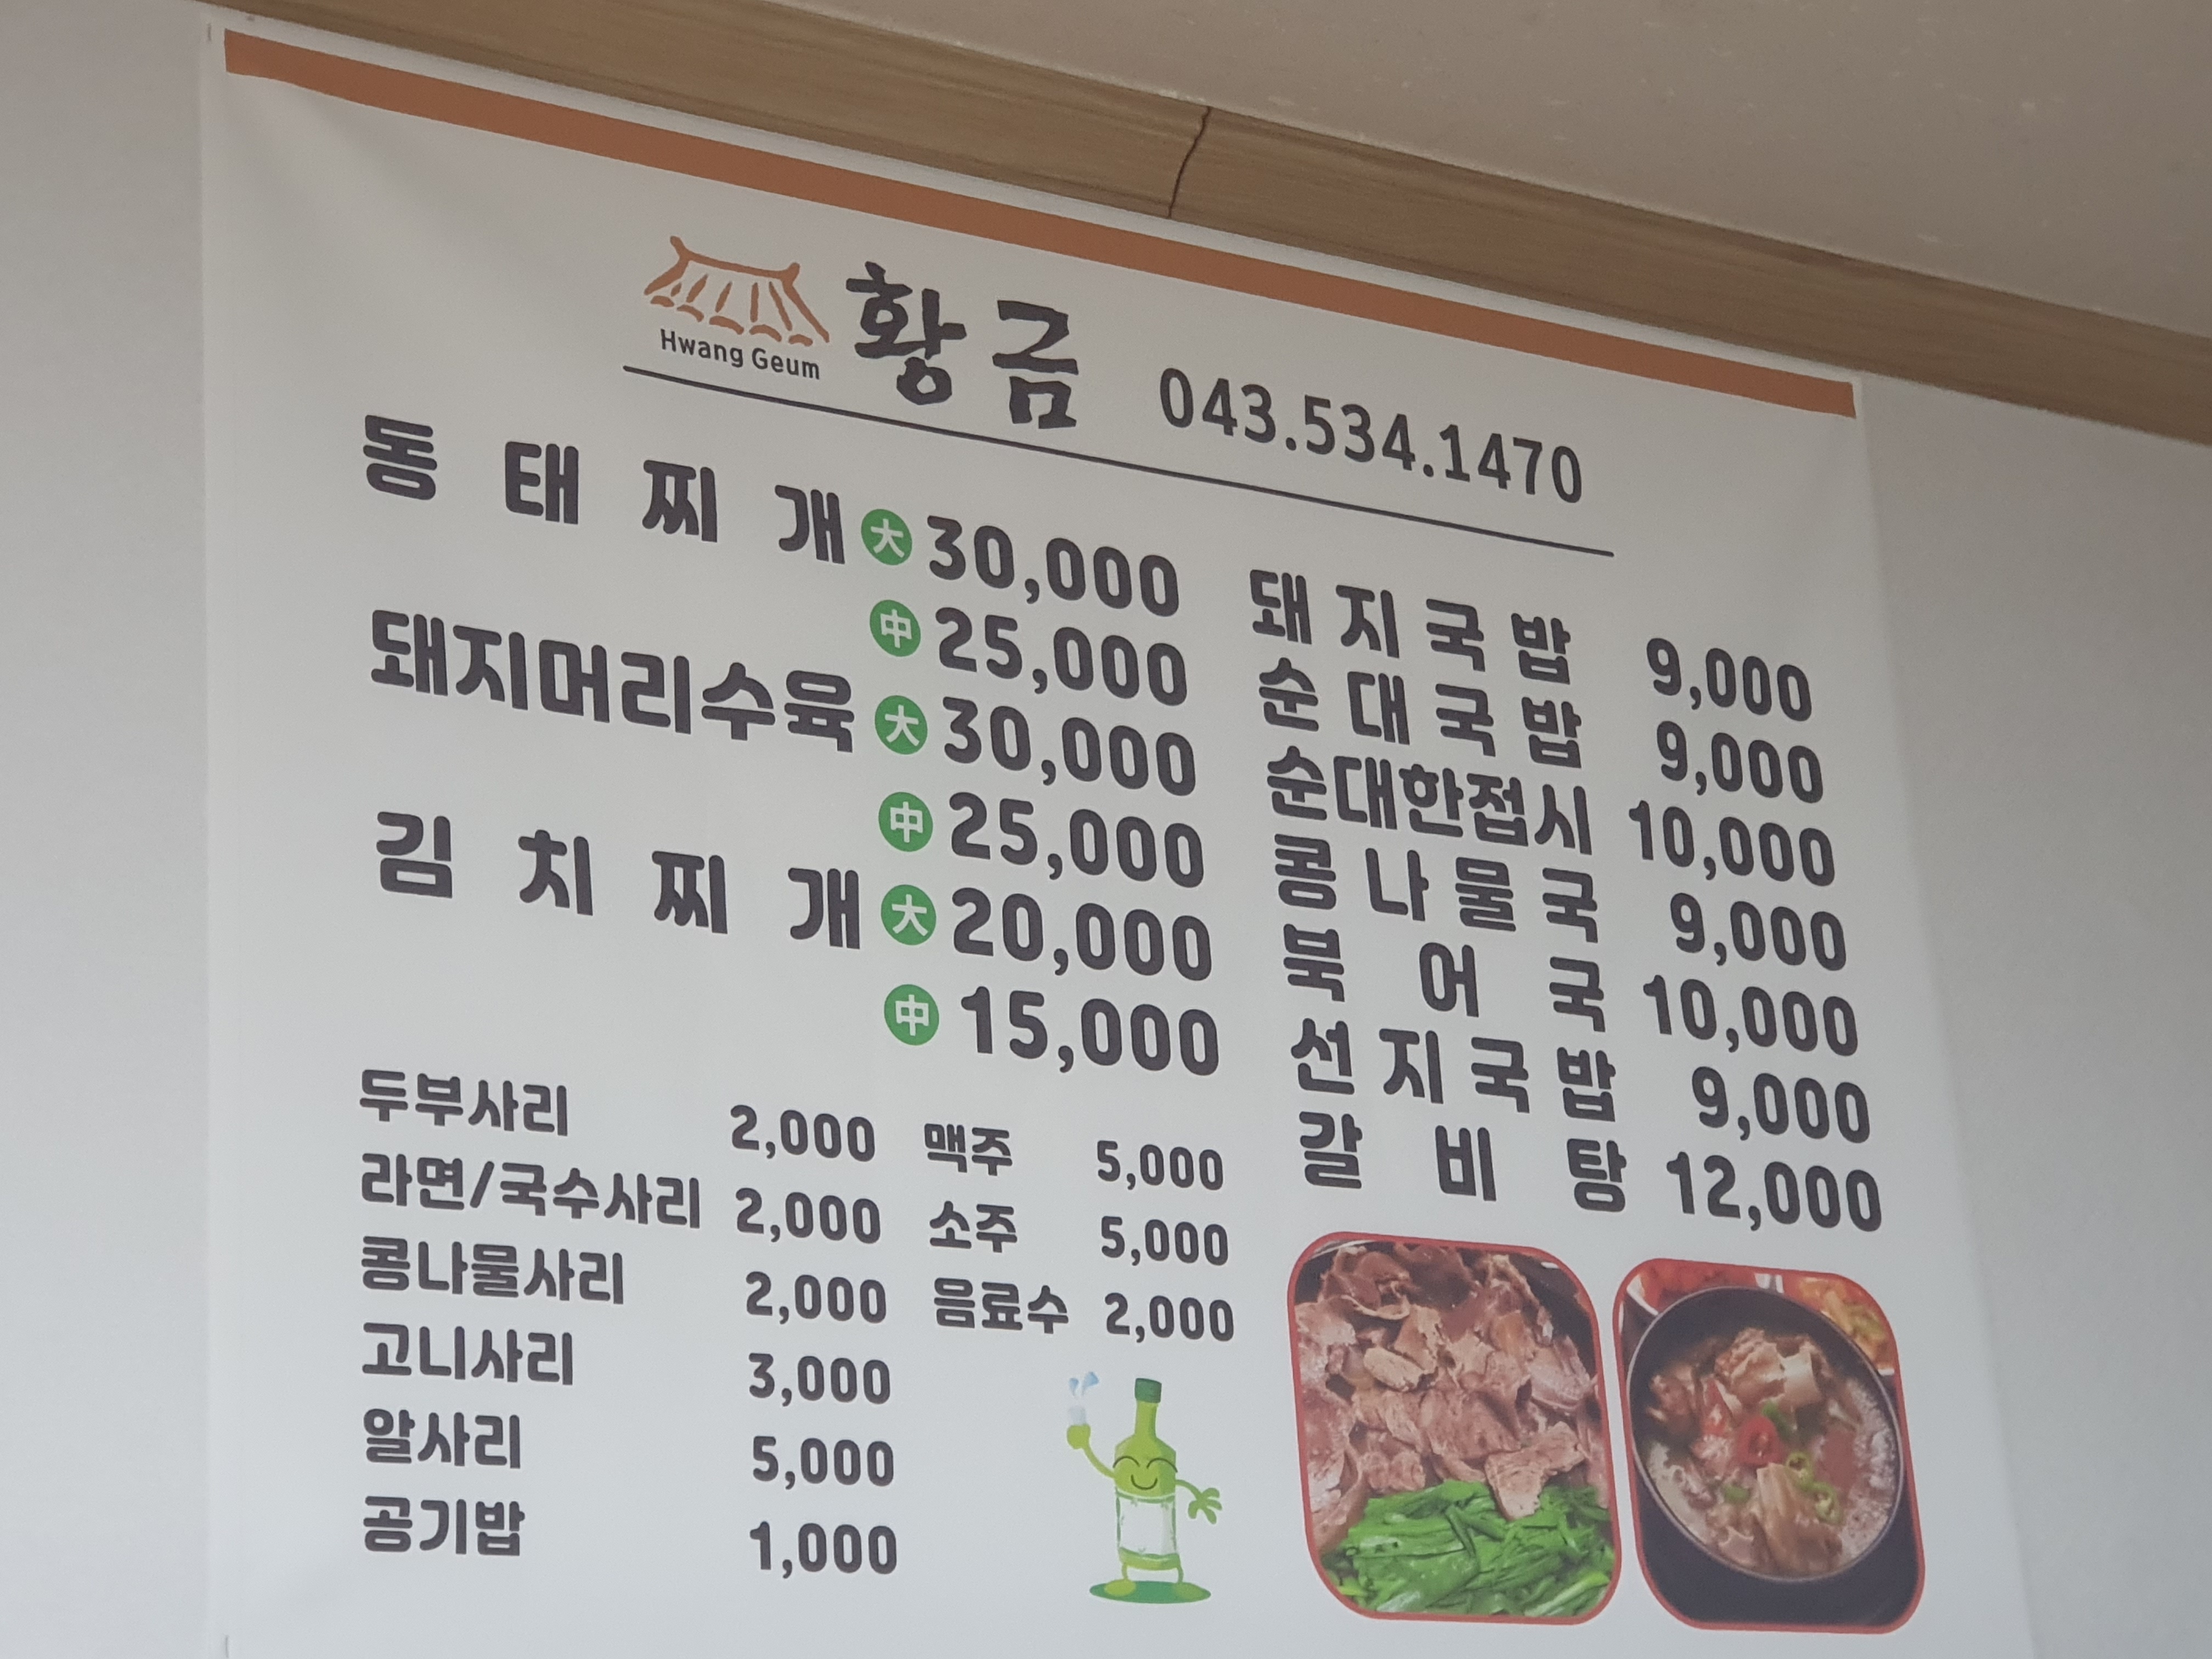 Hwang Geum
황금 043.534.1470
동태찌개 大 30,000
中 25,000
돼지머리수육 大 30,000
中 25,000
김치찌개 大 20,000
中 15,000
돼지국밥 9,000
순대국밥 9,000
순대한접시 10,000
콩나물국 9,000
북어국 10,000
선지국밥 9,000
갈비탕 12,000
두부사리 2,000
라면/국수사리 2,000
콩나물사리 2,000
고니사리 3,000
알사리 5,000
공기밥 1,000
맥주 5,000
소주 5,000
음료수 2,000